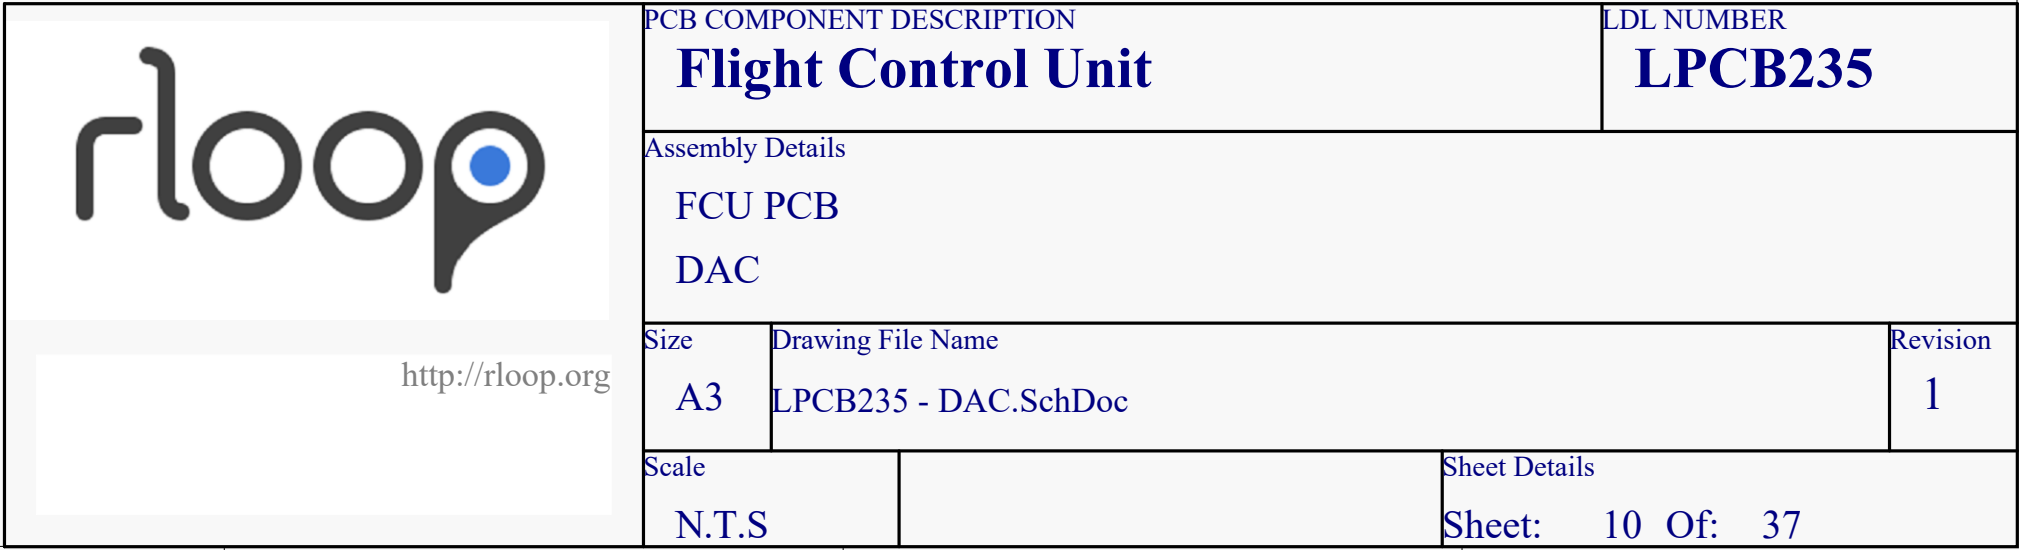 rloop
http://rloop.org
PCB COMPONENT DESCRIPTION
Flight Control Unit
LDL NUMBER
LPCB235
Assembly Details
FCU PCB
DAC
Size
A3
Drawing File Name
LPCB235 - DAC.SchDoc
Revision
1
Scale
N.T.S
Sheet Details
Sheet: 10 Of: 37